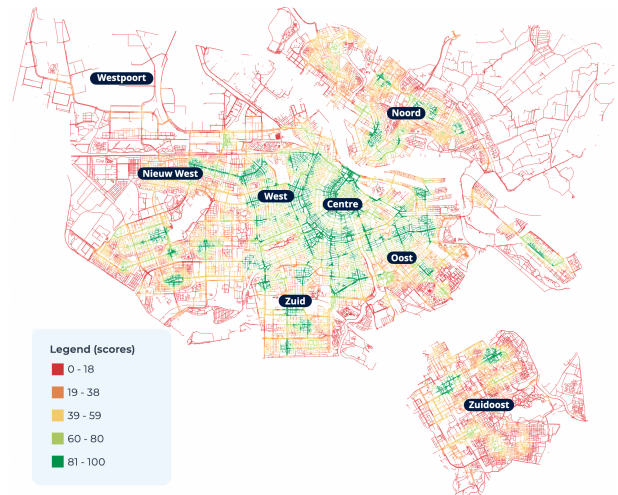 Westpoort
Noord
Nieuw West
West
Centre
Oost
Zuid
Legend (scores)
0 - 18
19 - 38
39 - 59
60 - 80
81 - 100
Zuidoost